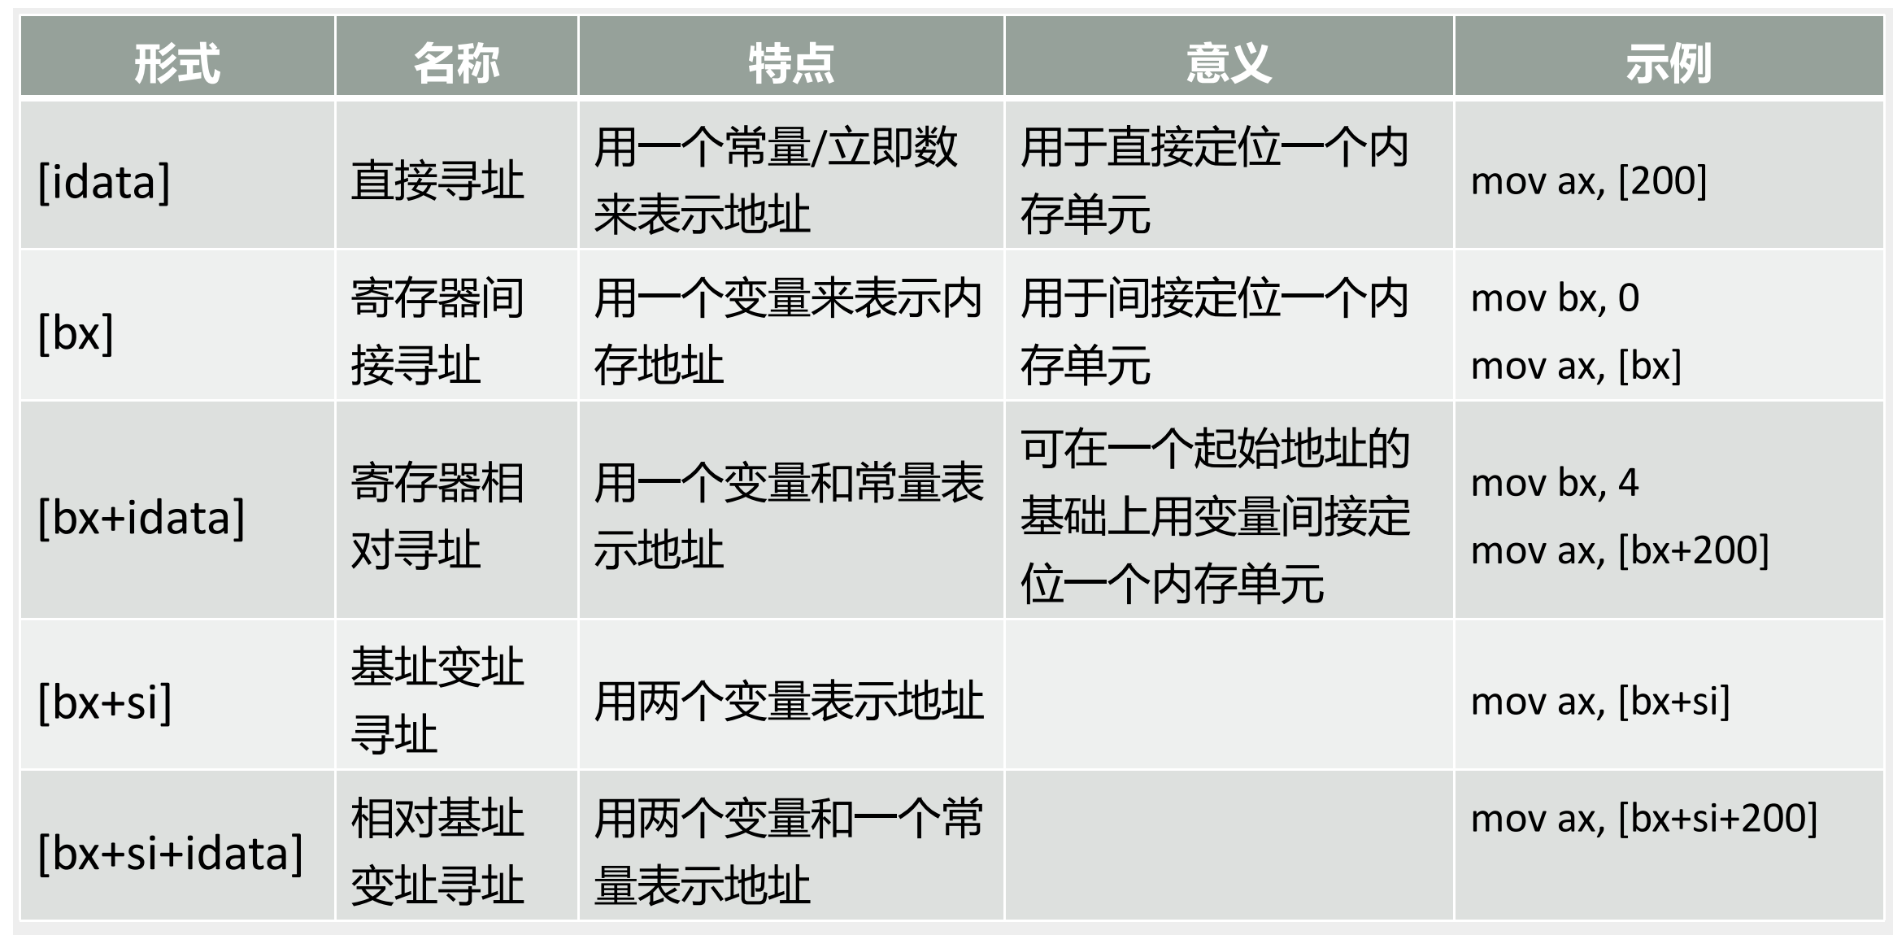 形式 名称 特点 意义 示例
[idata]
直接寻址
用一个常量/立即数
来表示地址
用于直接定位一个内
存单元
mov ax, [200]
[bx]
寄存器间
接寻址
用一个变量来表示内
存地址
用于间接定位一个内
存单元
mov bx, 0
mov ax, [bx]
[bx+idata]
寄存器相
对寻址
用一个变量和常量表
示地址
可在一个起始地址的
基础上用变量间接定
位一个内存单元
mov bx, 4
mov ax, [bx+200]
[bx+si]
基址变址
寻址
用两个变量表示地址
mov ax, [bx+si]
[bx+si+idata]
相对基址
变址寻址
用两个变量和一个常
量表示地址
mov ax, [bx+si+200]